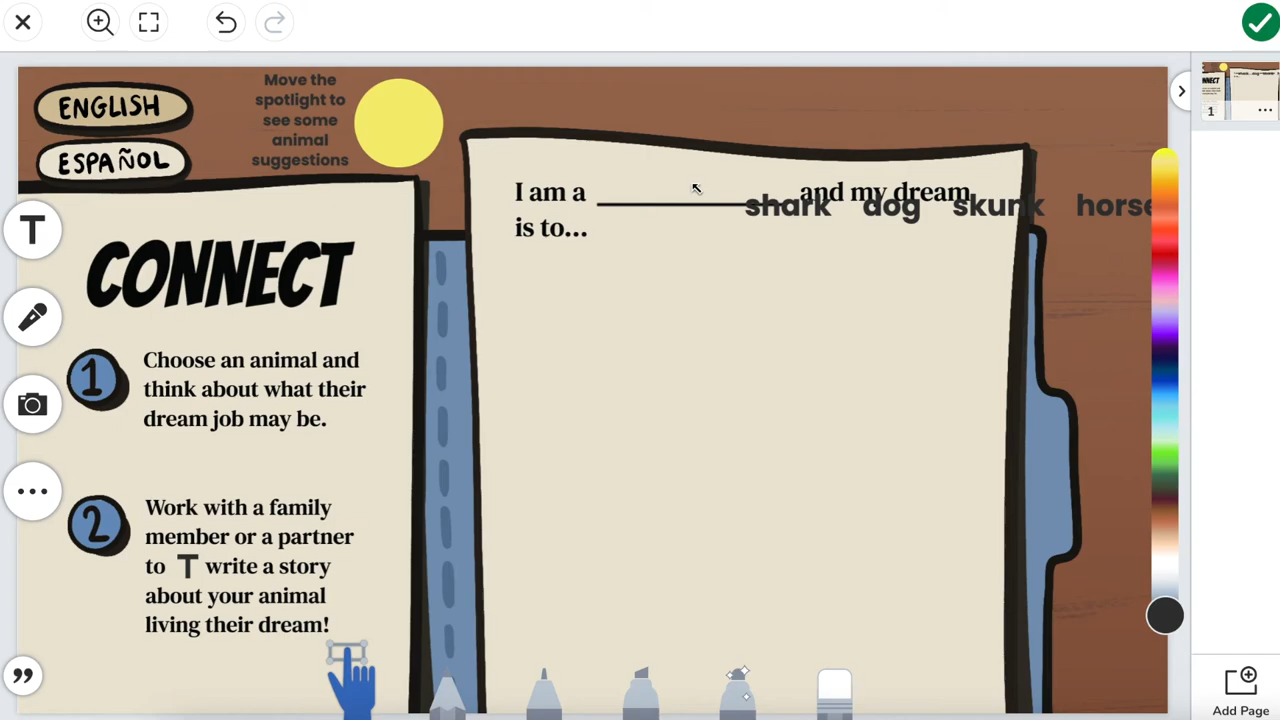 ENGLISH
ESPAÑOL
Move the
spotlight to
see some
animal
suggestions
CONNECT
1
Choose an animal and
think about what their
dream job may be.
2
Work with a family
member or a partner
to T write a story
about your animal
living their dream!
I am a ____________ and my dream
is to...
shark dog skunk horse
T
1
Add Page